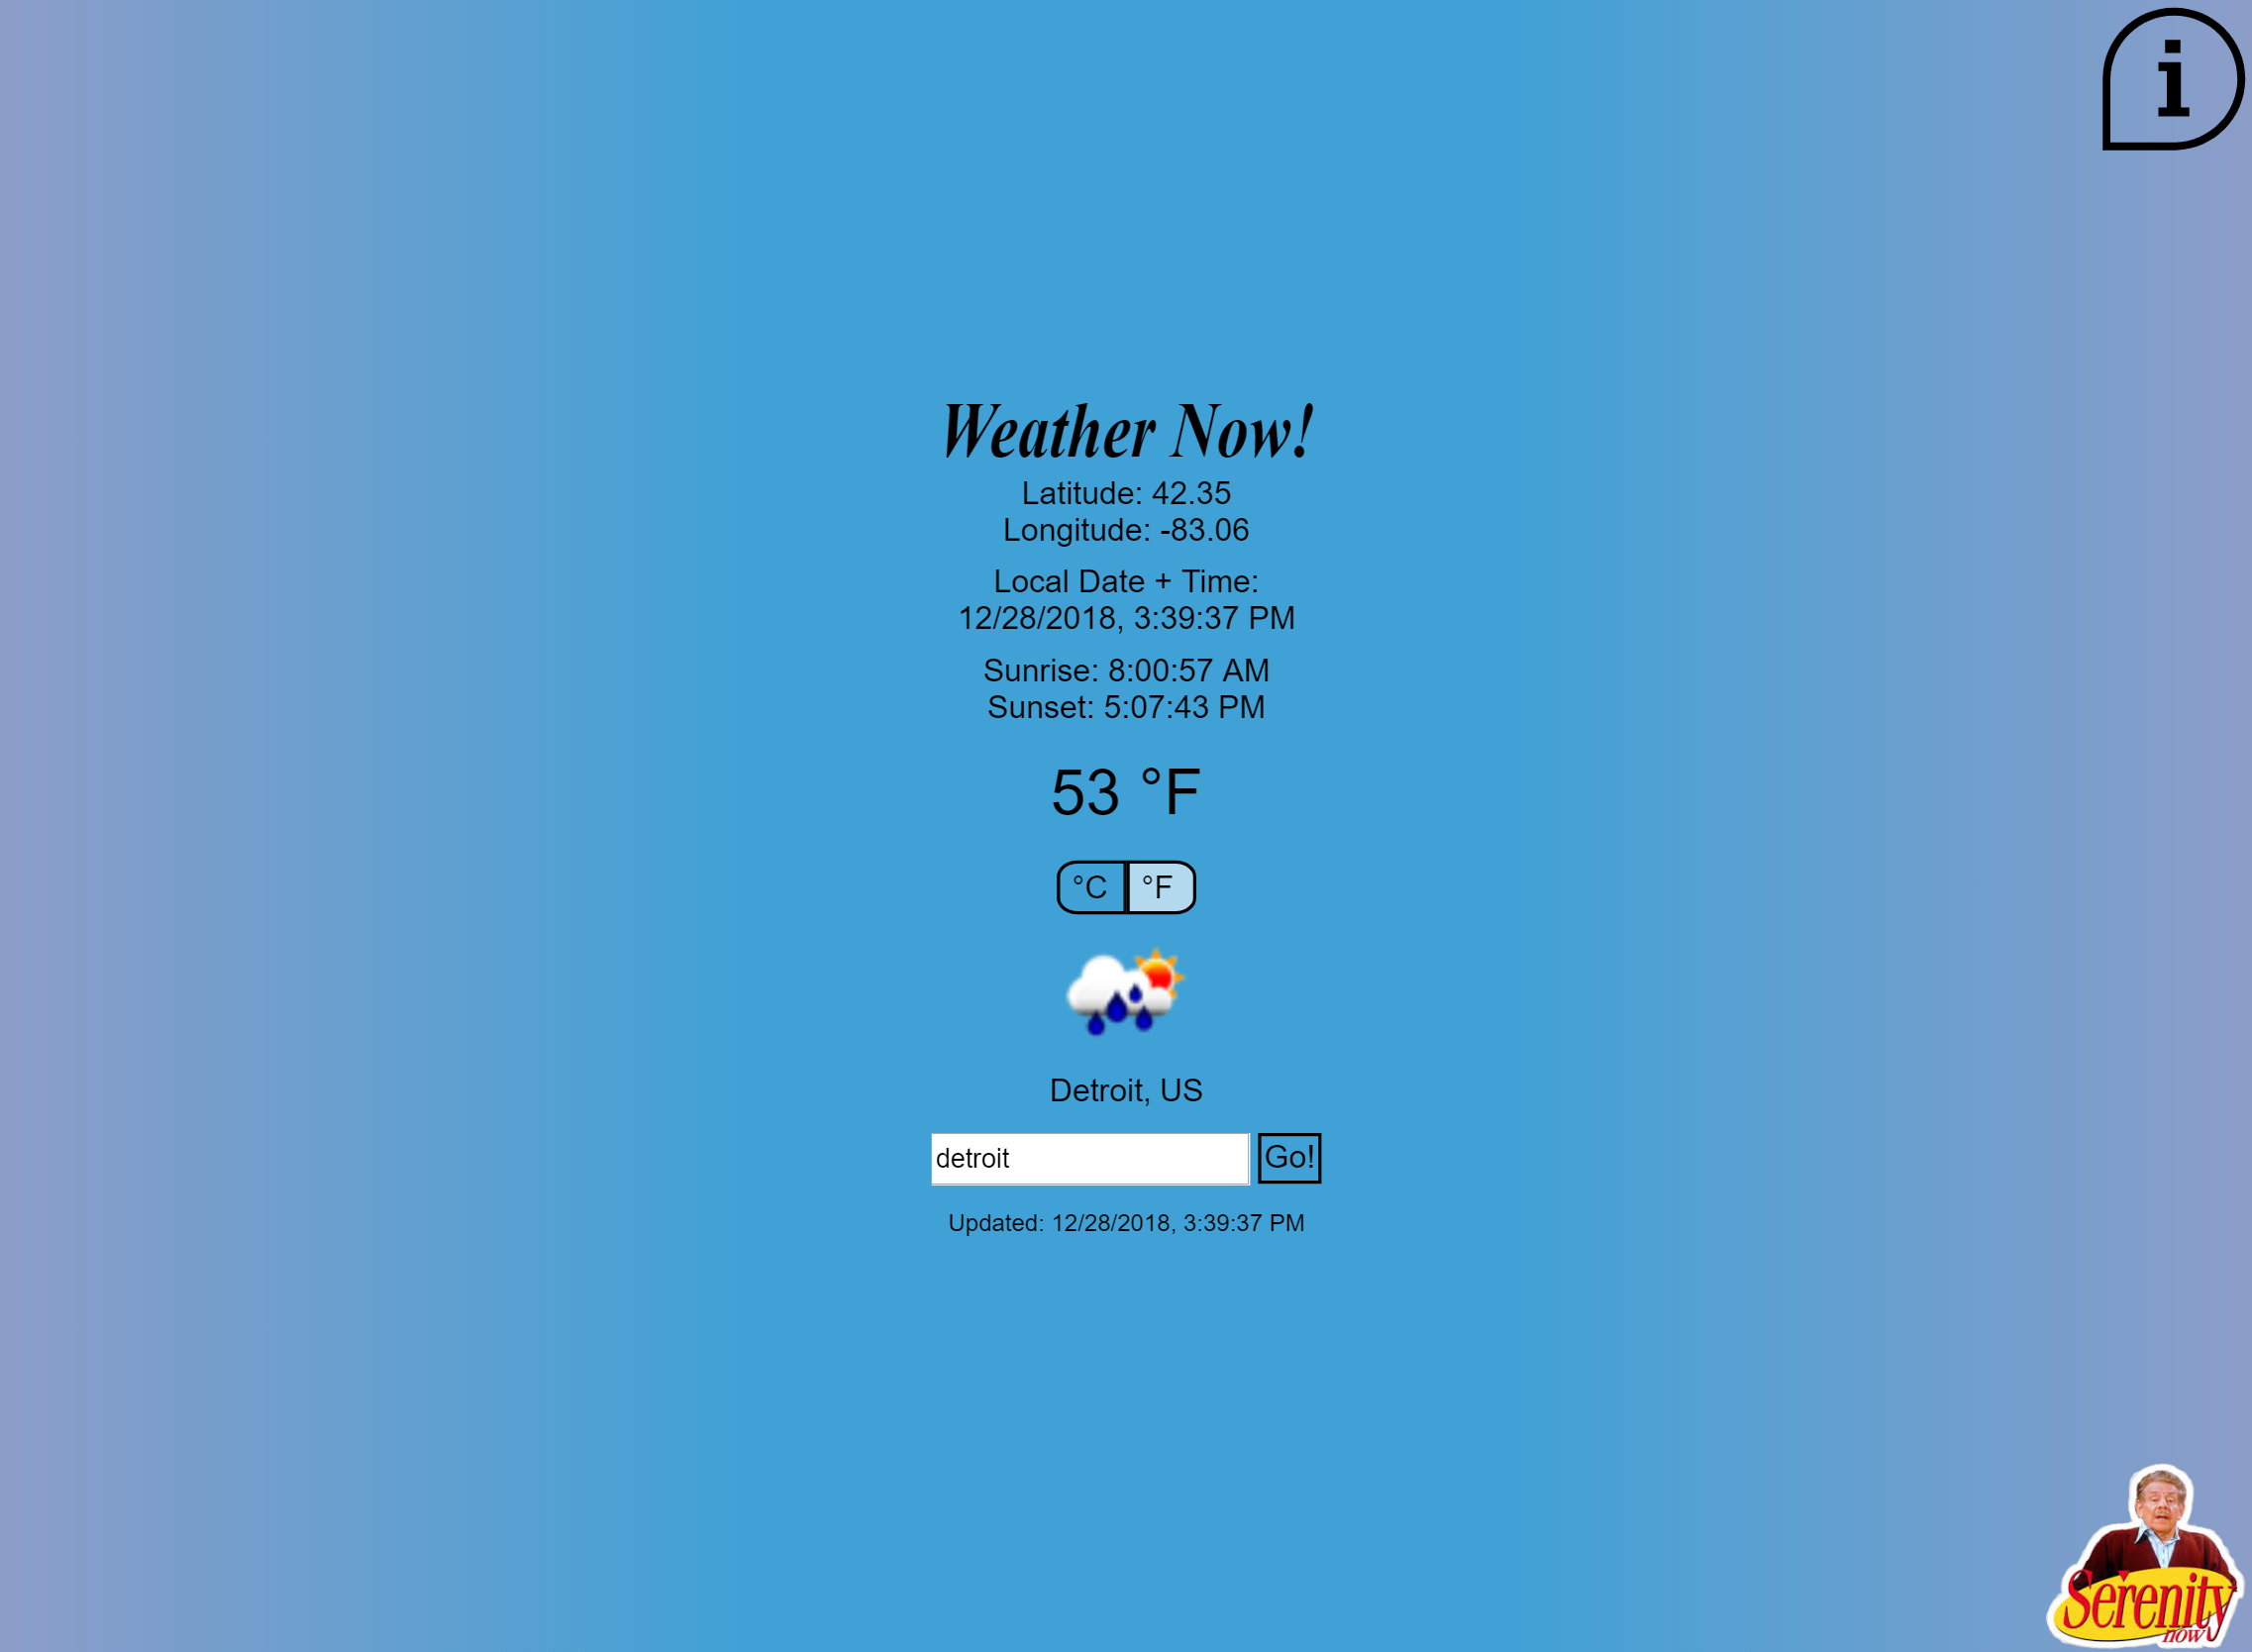 i
Weather Now!
Latitude: 42.35
Longitude: -83.06
Local Date + Time:
12/28/2018, 3:39:37 PM
Sunrise: 8:00:57 AM
Sunset: 5:07:43 PM
53 °F
°C °F
Detroit, US
detroit Go!
Updated: 12/28/2018, 3:39:37 PM
Serenity
now